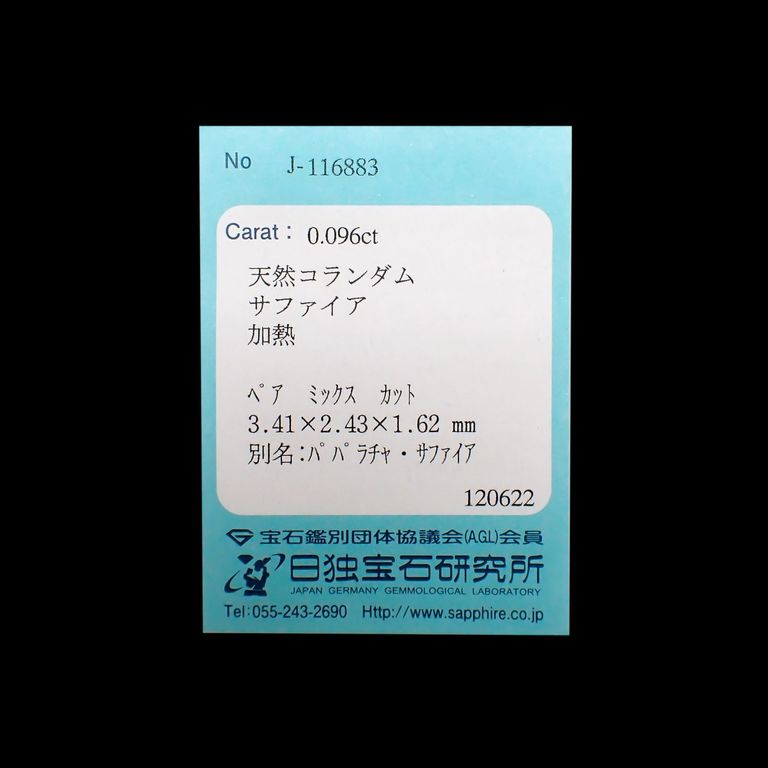 No J-116883
Carat: 0.096ct
天然コランダム
サファイア
加熱
ﾍﾟｱ ﾐｯｸｽ ｶｯﾄ
3.41×2.43×1.62 mm
別名:ﾊﾟﾊﾟﾗﾁｬ・ｻﾌｧｲｱ
120622
宝石鑑別団体協議会(AGL)会員
日独宝石研究所
JAPAN GERMANY GEMMOLOGICAL LABORATORY
Tel:055-243-2690 Http://www.sapphire.co.jp